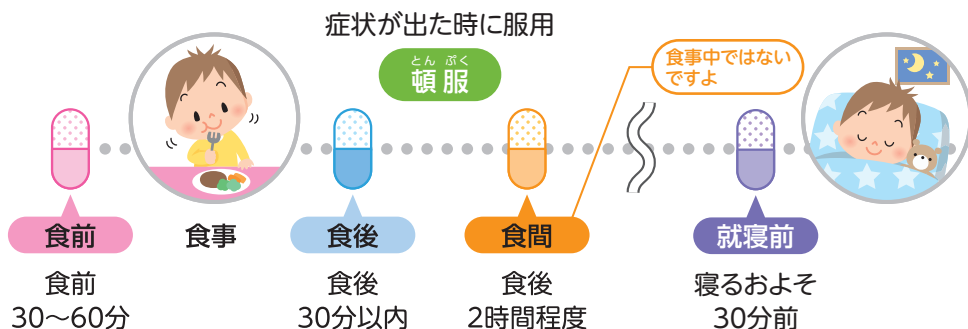 症状が出た時に服用
とん ぷく
頓服
食事中ではない
ですよ
食前
食事
食後
食間
就寝前
食前
30〜60分
食後
30分以内
食後
2時間程度
寝るおよそ
30分前